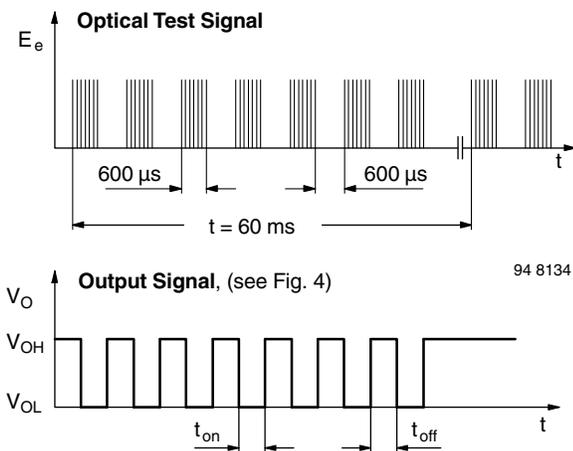 Optical Test Signal
Ee
t
600 µs
600 µs
t = 60 ms
94 8134
Output Signal, (see Fig. 4)
VO
VOH
VOL
ton
toff
t